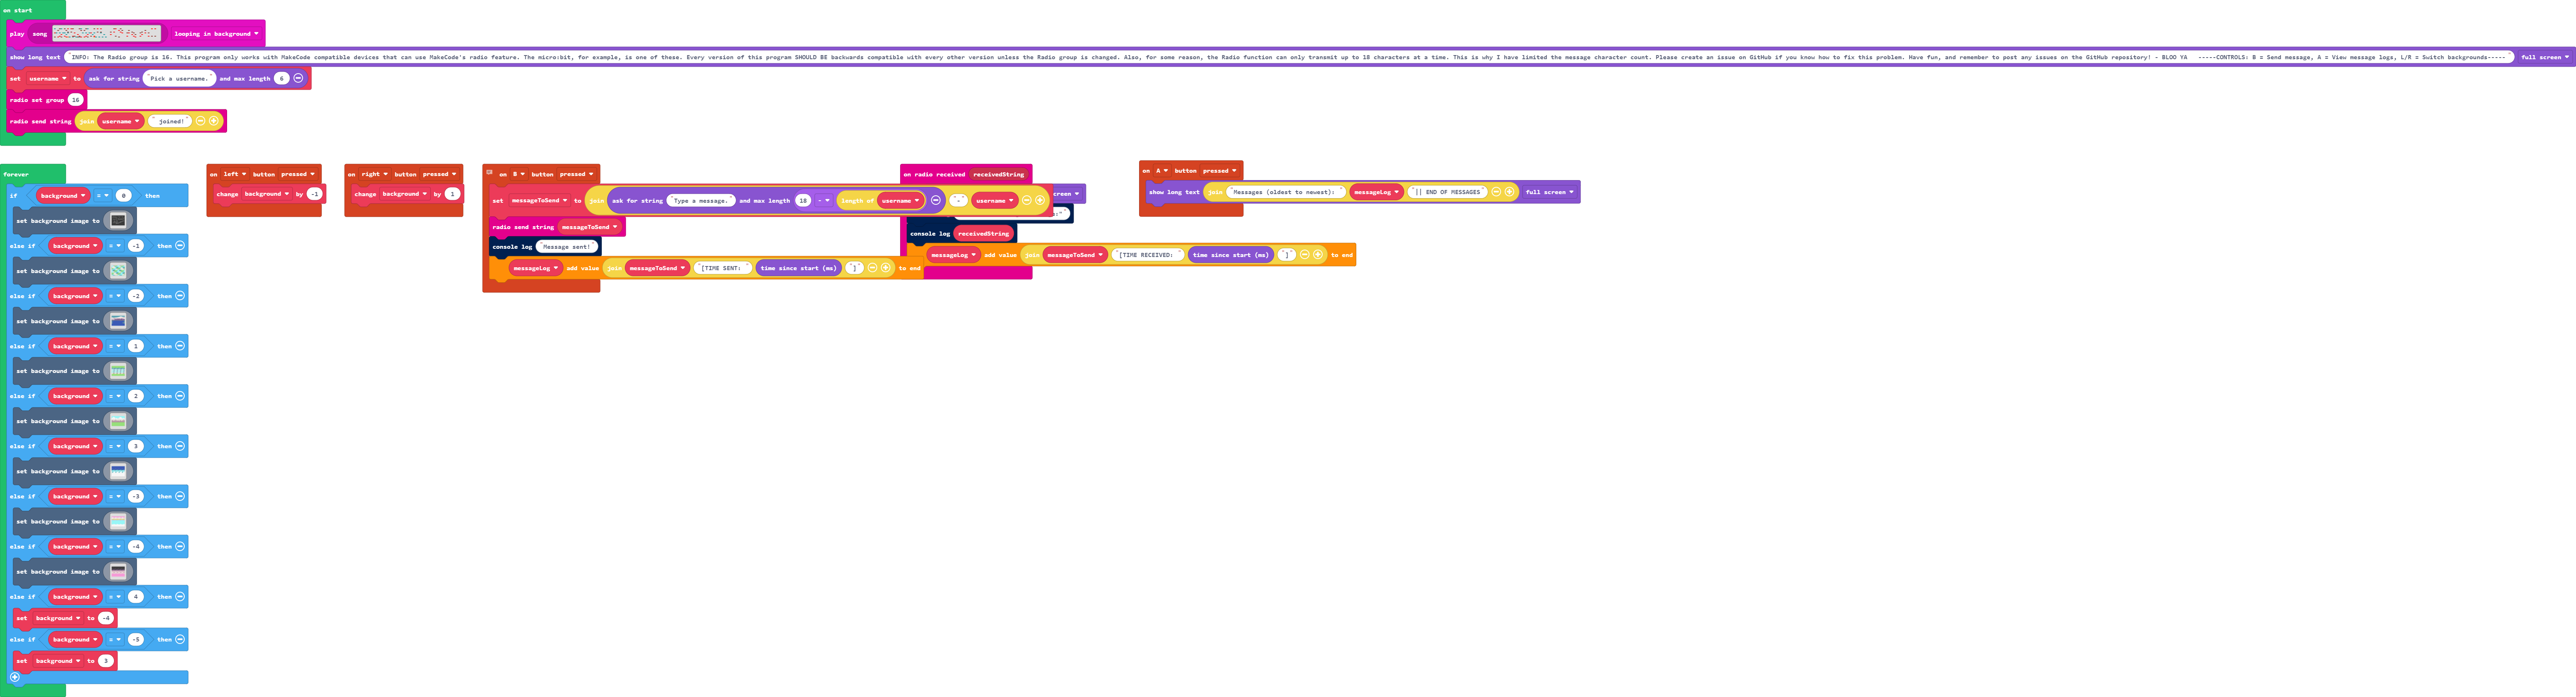 on start
play song looping in background
show long text "INFO: The Radio group is 16. This program only works with MakeCode compatible devices that can use MakeCode's radio feature. The micro:bit, for example, is one of these. Every version of this program SHOULD BE backwards compatible with every other version unless the Radio group is changed. Also, for some reason, the Radio function can only transmit up to 18 characters at a time. This is why I have limited the message character count. Please create an issue on GitHub if you know how to fix this problem. Have fun, and remember to post any issues on the GitHub repository! - BLOO YA -----CONTROLS: B = Send message, A = View message logs, L/R = Switch backgrounds-----" full screen
set username to ask for string "Pick a username." and max length 6
radio set group 16
radio send string join username " joined!"
forever
if background = 0 then
set background image to
else if background = -1 then
set background image to
else if background = -2 then
set background image to
else if background = 1 then
set background image to
else if background = 2 then
set background image to
else if background = 3 then
set background image to
else if background = -3 then
set background image to
else if background = -4 then
set background image to
else if background = 4 then
set background to -4
else if background = -5 then
set background to 3
on left button pressed
change background by -1
on right button pressed
change background by 1
on B button pressed
set messageToSend to join ask for string "Type a message." and max length 18 - length of username "-" username
radio send string messageToSend
console log "Message sent!"
messageLog add value join messageToSend "[TIME SENT: " time since start (ms) "]" to end
on radio received receivedString
creen
:"
console log receivedString
messageLog add value join messageToSend "[TIME RECEIVED: " time since start (ms) "]" to end
on A button pressed
show long text join "Messages (oldest to newest): " messageLog "|| END OF MESSAGES" full screen